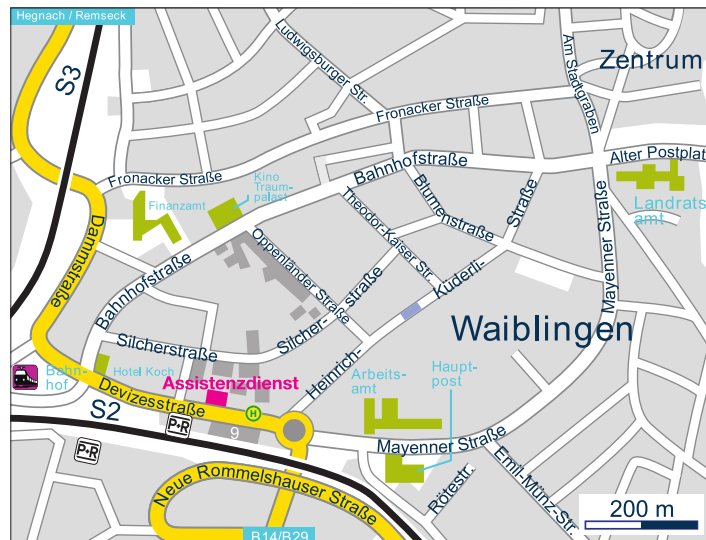 Hegnach / Remseck
S3
Ludwigsburger Str.
Am Stadtgraben
Zentrum
Fronacker Straße
Fronacker Straße
Bahnhofstraße
Alter Postplat
Kino
Traum-
palast
Finanzamt
Landrats
amt
Theodor-Kaiser Str.
Blumenstraße
Oppenländer Straße
Dammstraße
Bahnhofstraße
Mayenner Straße
Heinrich-
Küderli-
Straße
Silcherstraße
Silcher-
straße
Waiblingen
Bahn-
hof
Hotel Koch
Assistenzdienst
Arbeits-
amt
Haupt-
post
Devizesstraße
S2
H
P+R
9
P+R
Mayenner Straße
Neue Rommelshauser Straße
Rötestr.
Emil-Münz-Str.
200 m
B14/B29